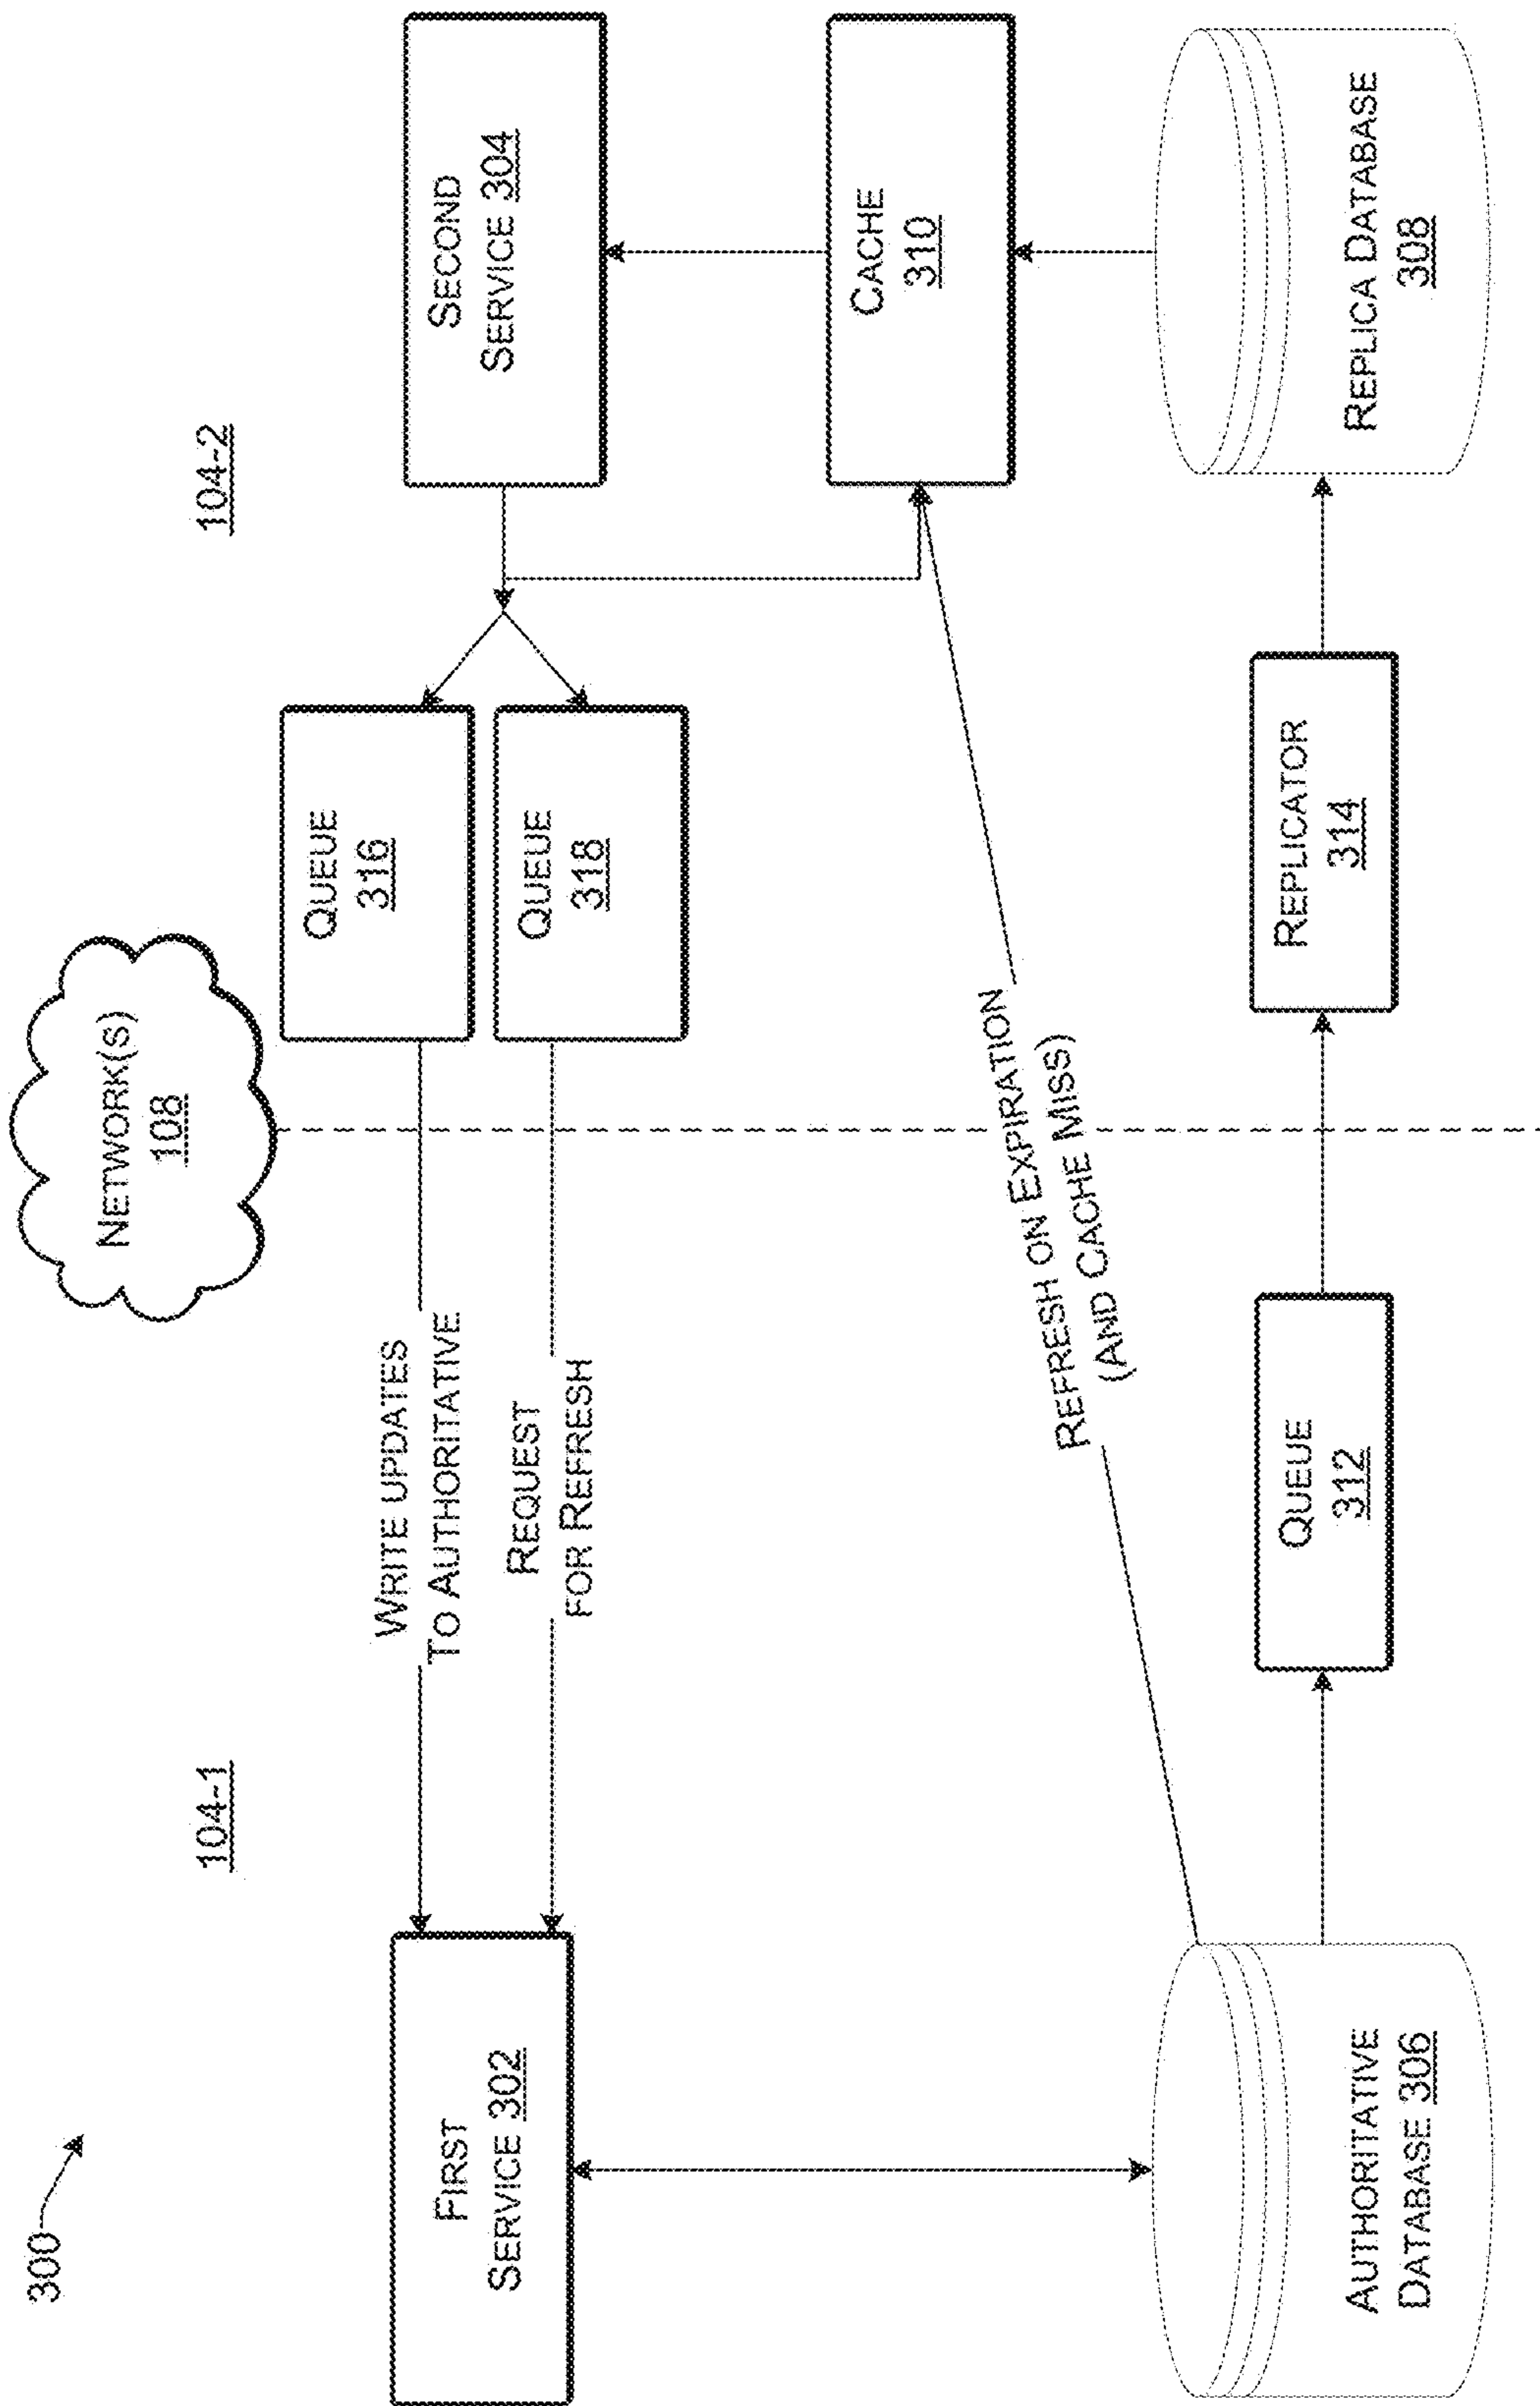 300
104-1
NETWORK(S)
108
104-2
FIRST
SERVICE 302
WRITE UPDATES
TO AUTHORITATIVE
REQUEST
FOR REFRESH
QUEUE
316
QUEUE
318
SECOND
SERVICE 304
REFRESH ON EXPIRATION
(AND CACHE MISS)
CACHE
310
AUTHORITATIVE
DATABASE 306
QUEUE
312
REPLICATOR
314
REPLICA DATABASE
308